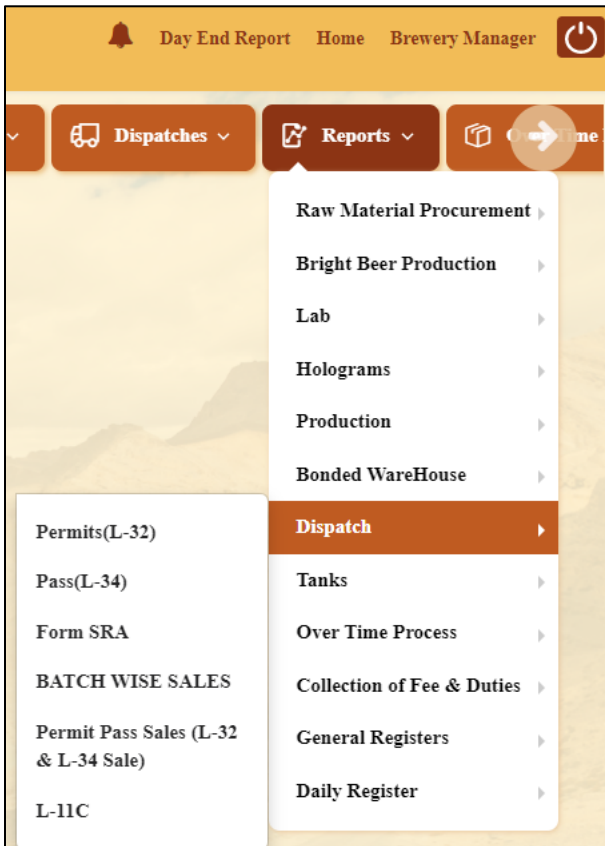 Day End Report Home Brewery Manager
Dispatches Reports
Raw Material Procurement
Bright Beer Production
Lab
Holograms
Production
Bonded WareHouse
Dispatch
Tanks
Over Time Process
Collection of Fee & Duties
General Registers
Daily Register
Permits(L-32)
Pass(L-34)
Form SRA
BATCH WISE SALES
Permit Pass Sales (L-32
& L-34 Sale)
L-11C